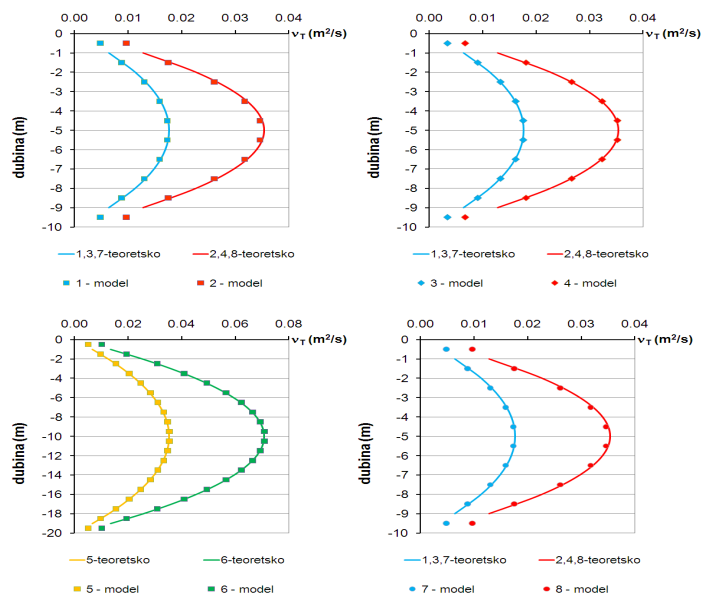 0.00 0.01 0.02 0.03 0.04
νT (m²/s)
0
-1
-2
-3
-4
-5
-6
-7
-8
-9
-10
dubina (m)
1,3,7-teoretsko 2,4,8-teoretsko
1 - model 2 - model
0.00 0.01 0.02 0.03 0.04
νT (m²/s)
0
-1
-2
-3
-4
-5
-6
-7
-8
-9
-10
dubina (m)
1,3,7-teoretsko 2,4,8-teoretsko
3 - model 4 - model
0.00 0.02 0.04 0.06 0.08
νT (m²/s)
0
-2
-4
-6
-8
-10
-12
-14
-16
-18
-20
dubina (m)
5-teoretsko 6-teoretsko
5 - model 6 - model
0.00 0.01 0.02 0.03 0.04
νT (m²/s)
0
-1
-2
-3
-4
-5
-6
-7
-8
-9
-10
dubina (m)
1,3,7-teoretsko 2,4,8-teoretsko
7 - model 8 - model